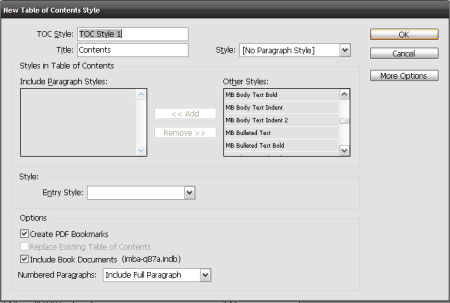 New Table of Contents Style
TOC Style: TOC Style 1
OK
Title: Contents
Style: [No Paragraph Style]
Cancel
Styles in Table of Contents
More Options
Include Paragraph Styles:
Other Styles:
MB Body Text Bold
MB Body Text Indent
<< Add
MB Body Text Indent 2
Remove >>
MB Bulleted Text
MB Bulleted Text Bold
Style:
Entry Style:
Options
Create PDF Bookmarks
Replace Existing Table of Contents
Include Book Documents (imba-q87a.indb)
Numbered Paragraphs: Include Full Paragraph